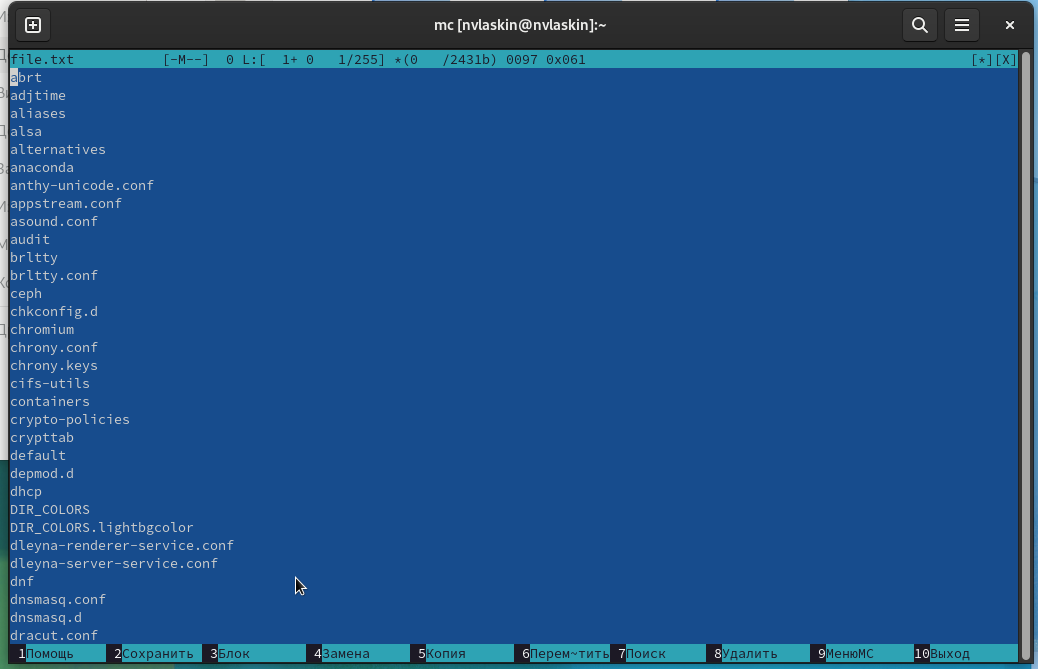 mc [nvlaskin@nvlaskin]:~
file.txt [-M--] 0 L:[ 1+ 0 1/255] *(0 /2431b) 0097 0x061 [*][X]
abrt
adjtime
aliases
alsa
alternatives
anaconda
anthy-unicode.conf
appstream.conf
asound.conf
audit
brltty
brltty.conf
ceph
chkconfig.d
chromium
chrony.conf
chrony.keys
cifs-utils
containers
crypto-policies
crypttab
default
depmod.d
dhcp
DIR_COLORS
DIR_COLORS.lightbgcolor
dleyna-renderer-service.conf
dleyna-server-service.conf
dnf
dnsmasq.conf
dnsmasq.d
dracut.conf
1Помощь 2Сохранить 3Блок 4Замена 5Копия 6Перем~тить 7Поиск 8Удалить 9МенюMC 10Выход